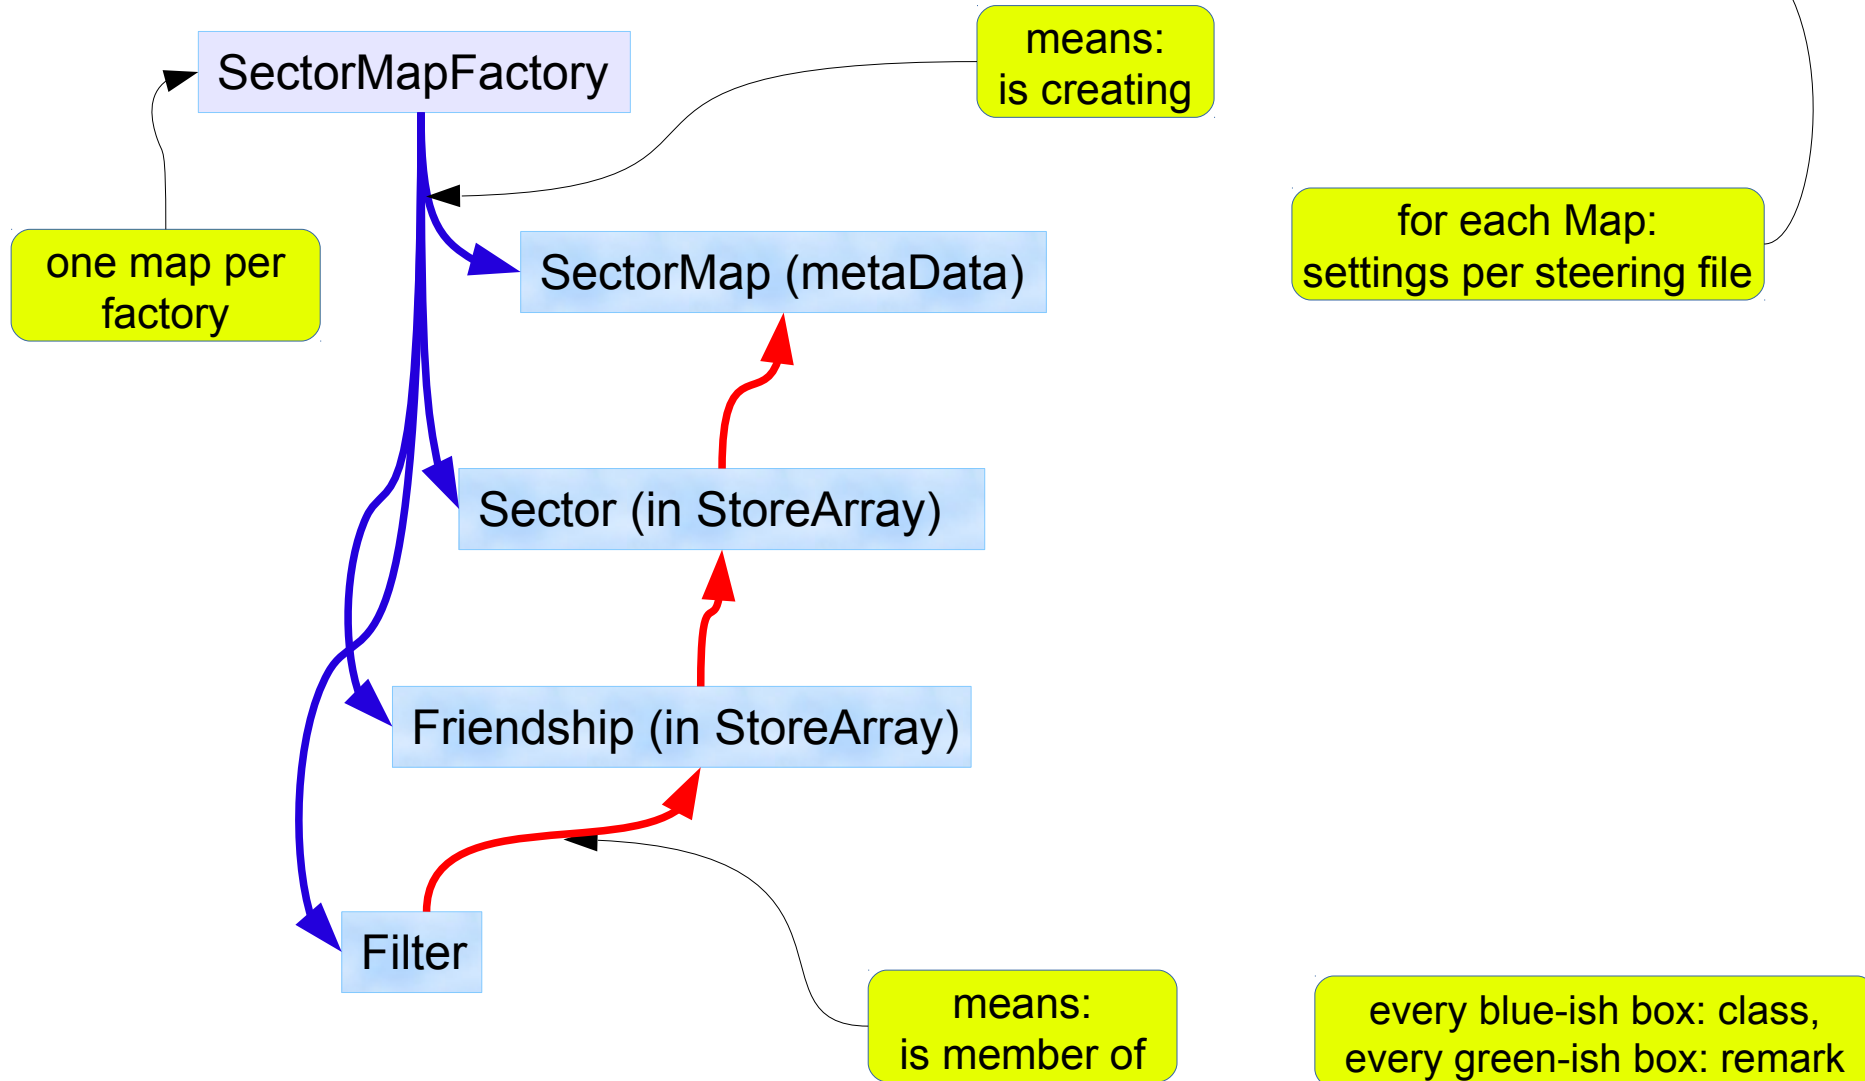 means:
is creating
SectorMapFactory
for each Map:
settings per steering file
one map per
factory
SectorMap (metaData)
Sector (in StoreArray)
Friendship (in StoreArray)
Filter
means:
is member of
every blue-ish box: class,
every green-ish box: remark